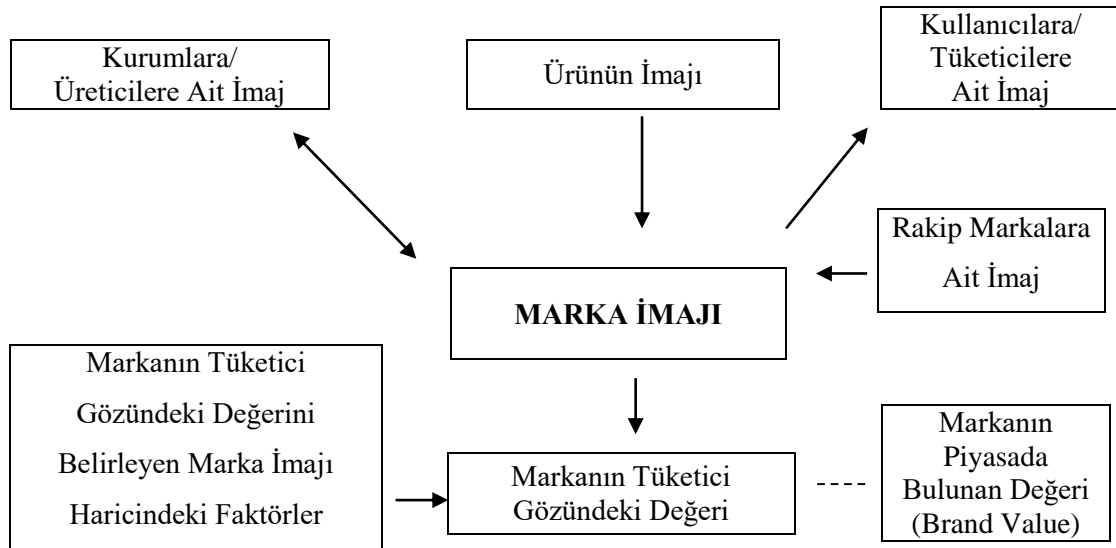 Kurumlara/
Üreticilere Ait İmaj
Ürünün İmajı
Kullanıcılara/
Tüketicilere
Ait İmaj
Rakip Markalara
Ait İmaj
MARKA İMAJI
Markanın Tüketici
Gözündeki Değerini
Belirleyen Marka İmajı
Haricindeki Faktörler
Markanın Tüketici
Gözündeki Değeri
Markanın
Piyasada
Bulunan Değeri
(Brand Value)